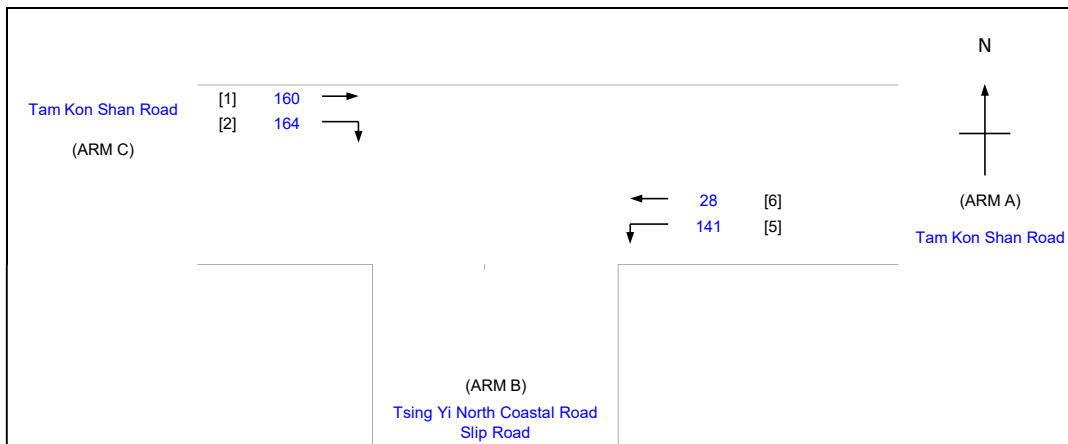 N
Tam Kon Shan Road
[1] 160
[2] 164
(ARM C)
28 [6]
141 [5]
(ARM A)
Tam Kon Shan Road
(ARM B)
Tsing Yi North Coastal Road
Slip Road